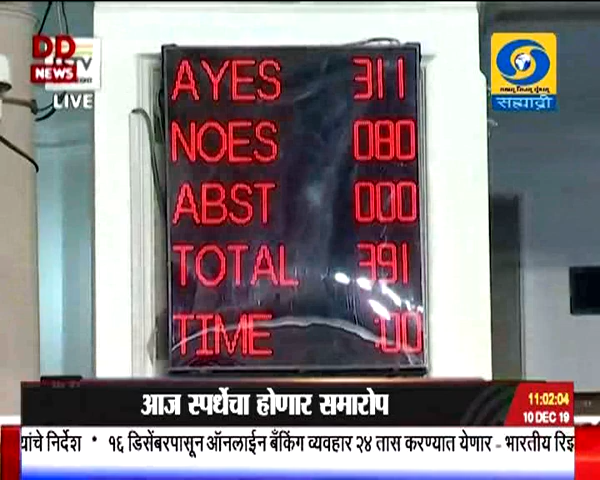 DD
NEWS
LIVE
AYES 311
NOES 080
ABST 000
TOTAL 391
TIME :00
सह्याद्री
आज स्पर्धेचा होणार समारोप
11:02:04
10 DEC 19
यांचे निर्देश * १६ डिसेंबरपासून ऑनलाईन बँकिंग व्यवहार २४ तास करण्यात येणार - भारतीय रिझ